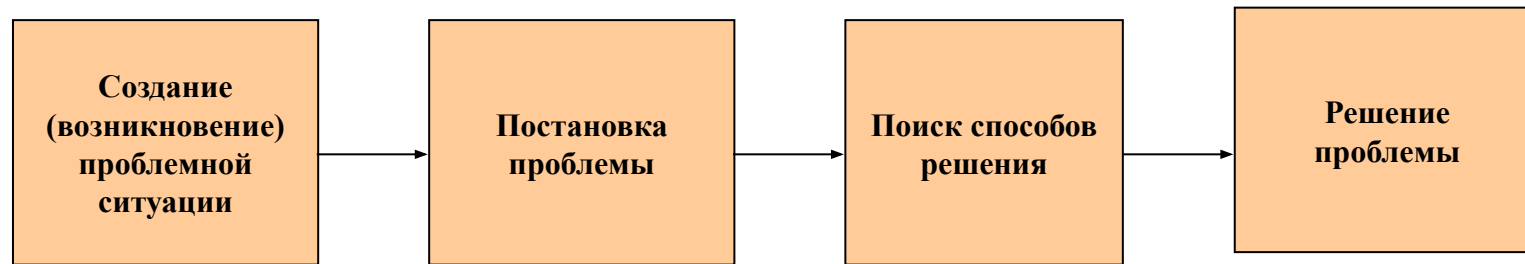 Создание
(возникновение)
проблемной
ситуации
Постановка
проблемы
Поиск способов
решения
Решение
проблемы